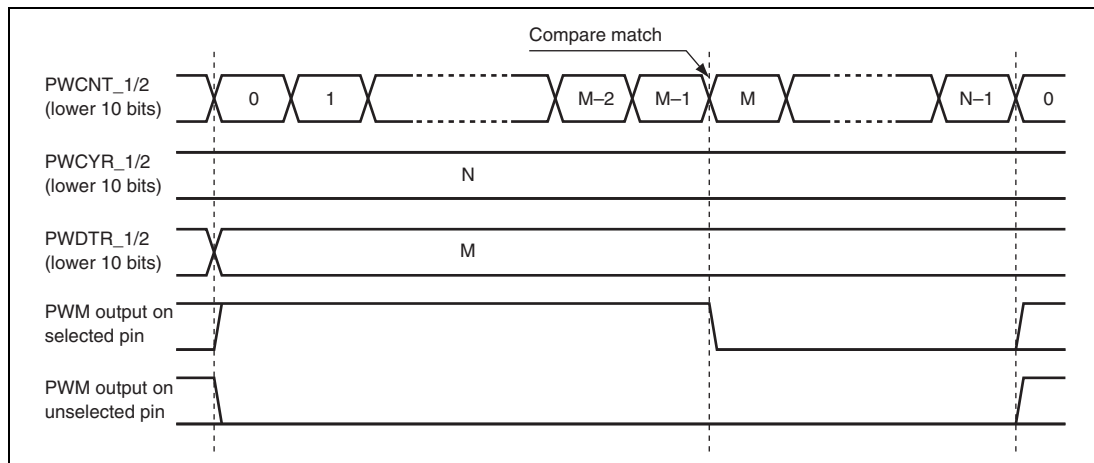 Compare match
PWCNT_1/2
(lower 10 bits)
0 1 M–2 M–1 M N–1 0
PWCYR_1/2
(lower 10 bits)
N
PWDTR_1/2
(lower 10 bits)
M
PWM output on
selected pin
PWM output on
unselected pin